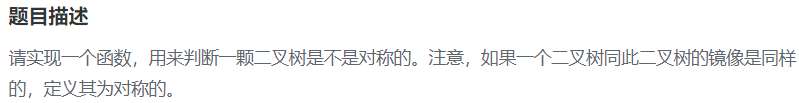 题目描述
请实现一个函数，用来判断一颗二叉树是不是对称的。注意，如果一个二叉树同此二叉树的镜像是同样
的，定义其为对称的。